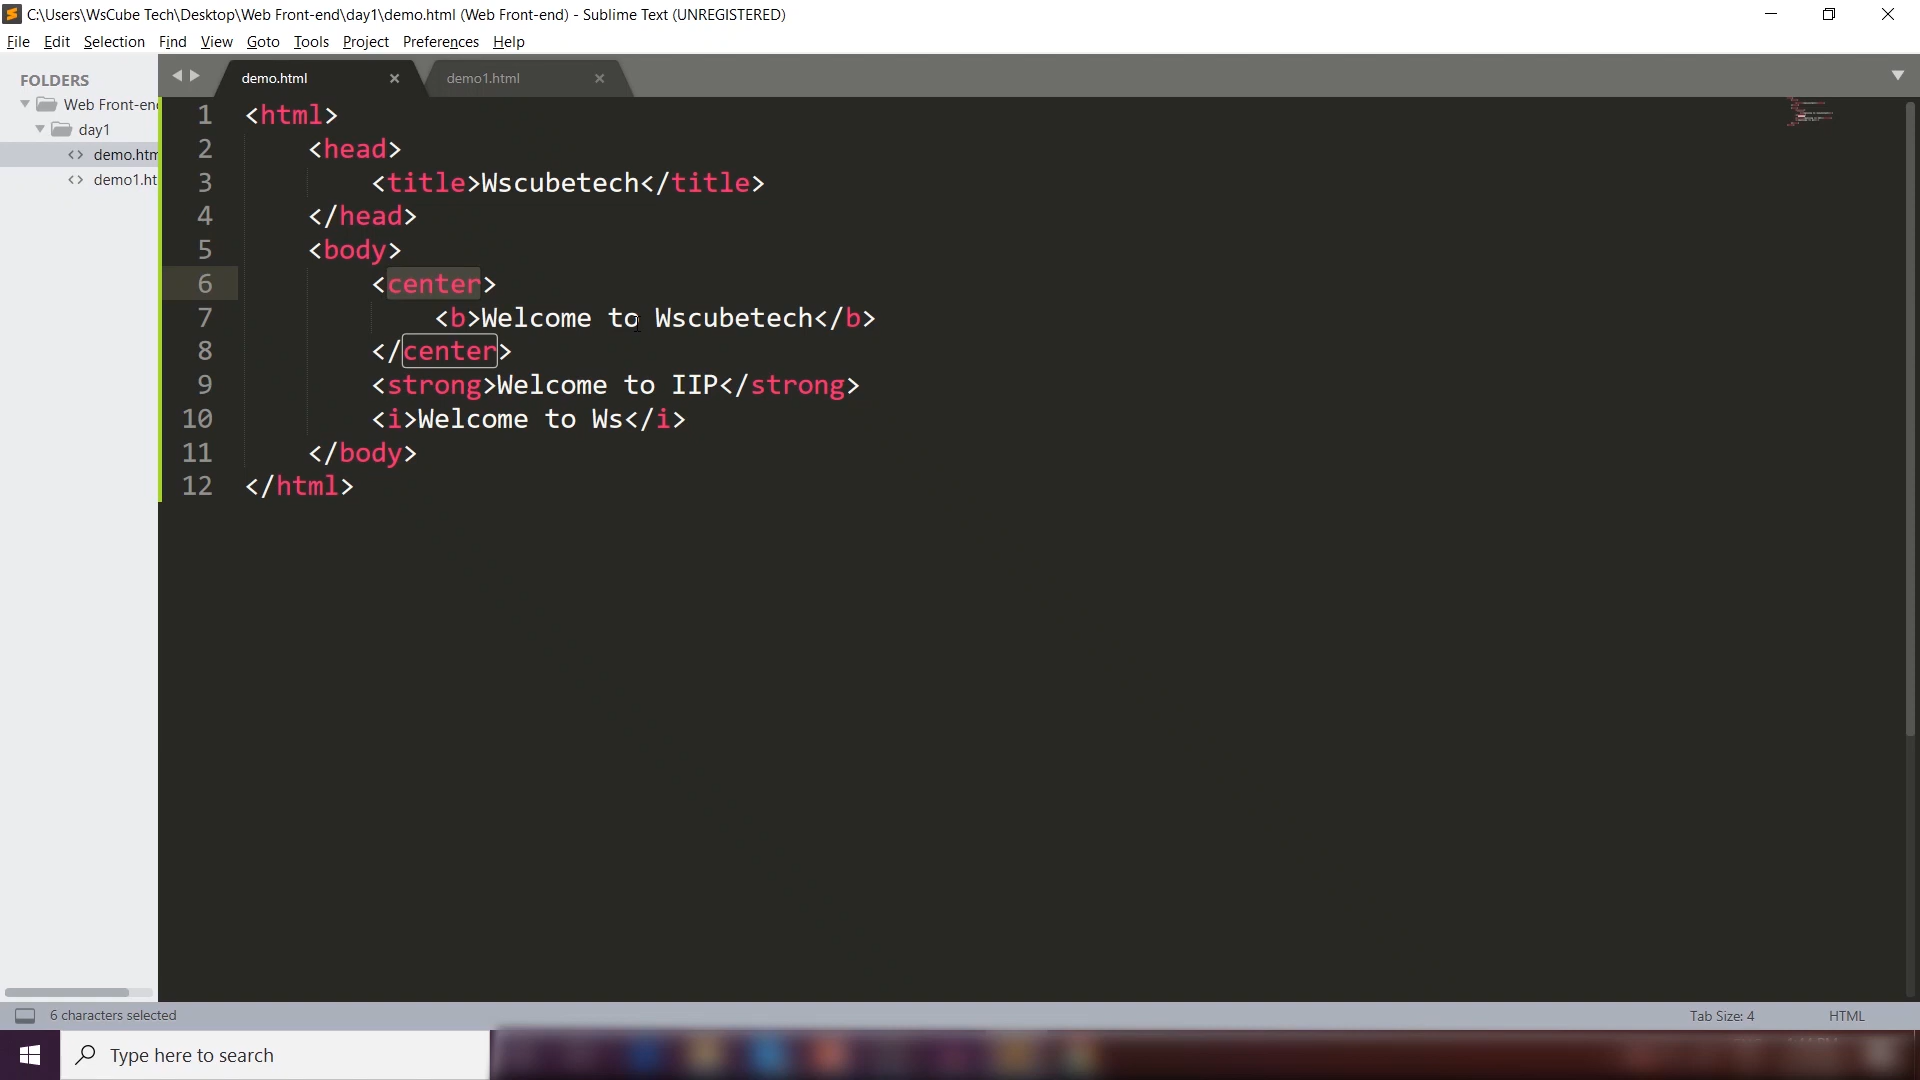 C:\Users\WsCube Tech\Desktop\Web Front-end\day1\demo.html (Web Front-end) - Sublime Text (UNREGISTERED)
File Edit Selection Find View Goto Tools Project Preferences Help
FOLDERS
Web Front-end
day1
demo.htm
demo1.ht
demo.html demo1.html
1 <html>
2 <head>
3 <title>Wscubetech</title>
4 </head>
5 <body>
6 <center>
7 <b>Welcome to Wscubetech</b>
8 </center>
9 <strong>Welcome to IIP</strong>
10 <i>Welcome to Ws</i>
11 </body>
12 </html>
6 characters selected Tab Size: 4 HTML
Type here to search